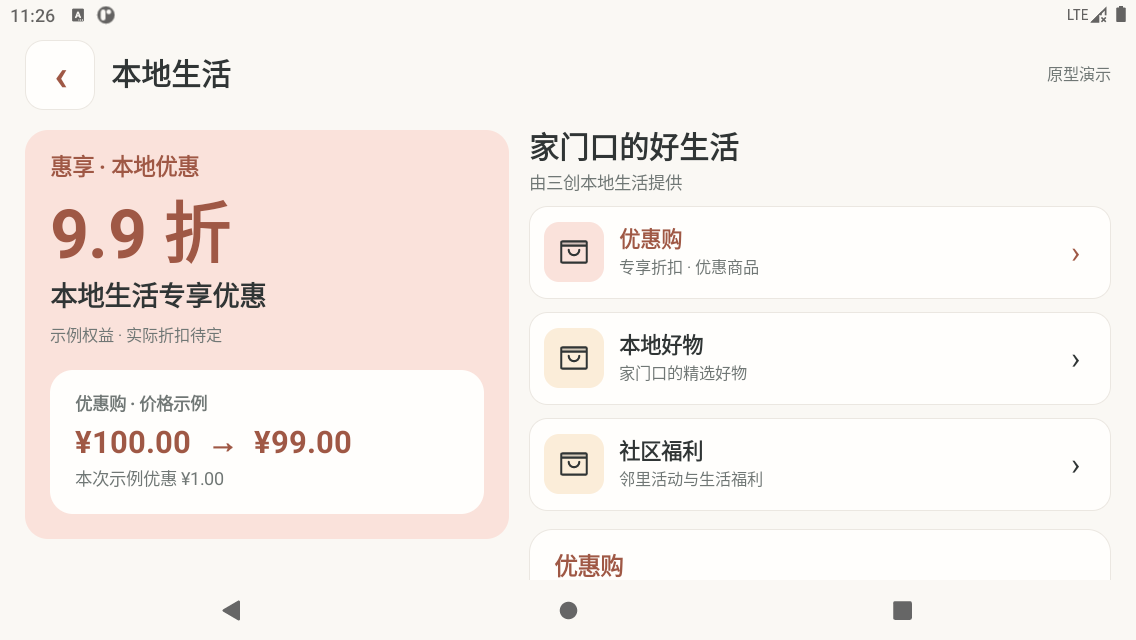 11:26
LTE
本地生活
原型演示
惠享 · 本地优惠
9.9 折
本地生活专享优惠
示例权益 · 实际折扣待定
优惠购 · 价格示例
¥100.00 → ¥99.00
本次示例优惠 ¥1.00
家门口的好生活
由三创本地生活提供
优惠购
专享折扣 · 优惠商品
本地好物
家门口的精选好物
社区福利
邻里活动与生活福利
优惠购